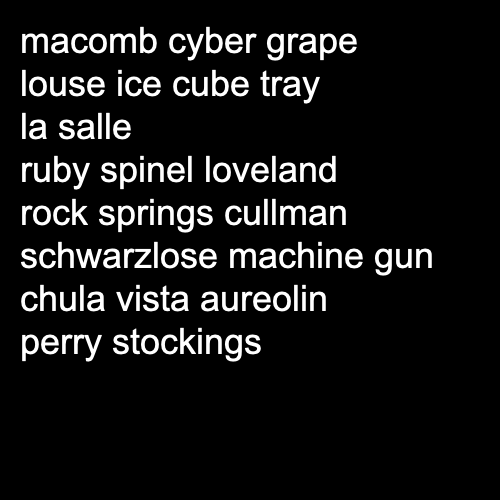 macomb cyber grape
louse ice cube tray
la salle
ruby spinel loveland
rock springs cullman
schwarzlose machine gun
chula vista aureolin
perry stockings